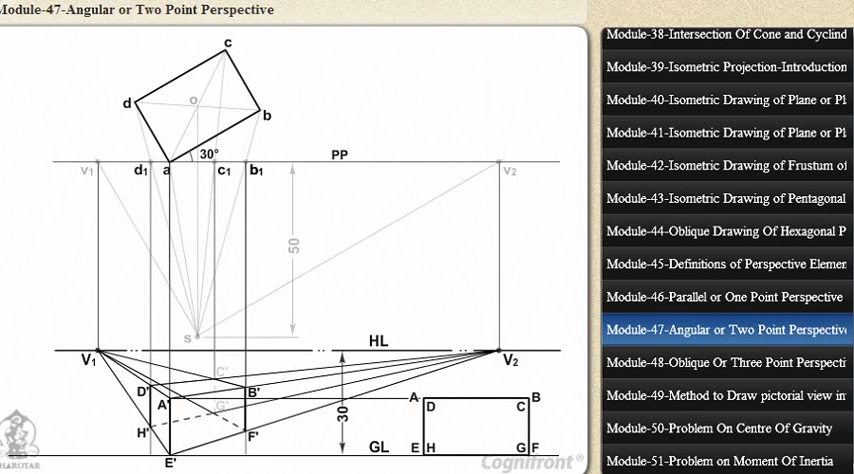 Module-47-Angular or Two Point Perspective
c
d
O
b
30°
PP
V1
d1
a
c1
b1
V2
50
S
HL
V1
V2
C'
D'
B'
A'
A
B
D
C
G'
30
H'
F'
E
H
G
F
E'
GL
Cognifront®
HAROTAR
Module-38-Intersection Of Cone and Cylind
Module-39-Isometric Projection-Introduction
Module-40-Isometric Drawing of Plane or Pl
Module-41-Isometric Drawing of Plane or Pl
Module-42-Isometric Drawing of Frustum of
Module-43-Isometric Drawing of Pentagonal
Module-44-Oblique Drawing Of Hexagonal P
Module-45-Definitions of Perspective Elemen
Module-46-Parallel or One Point Perspective
Module-47-Angular or Two Point Perspective
Module-48-Oblique Or Three Point Perspecti
Module-49-Method to Draw pictorial view in
Module-50-Problem On Centre Of Gravity
Module-51-Problem on Moment Of Inertia